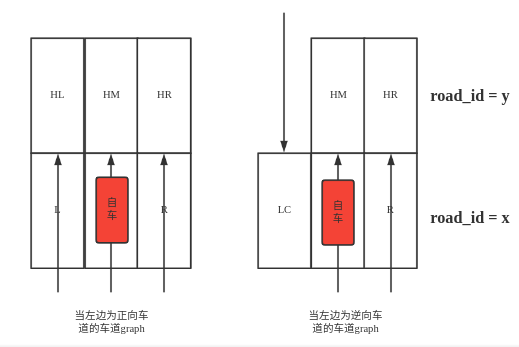 HL HM HR
L 自车 R
当左边为正向车
道的车道graph
HM HR road_id = y
LC 自车 R road_id = x
当左边为逆向车
道的车道graph